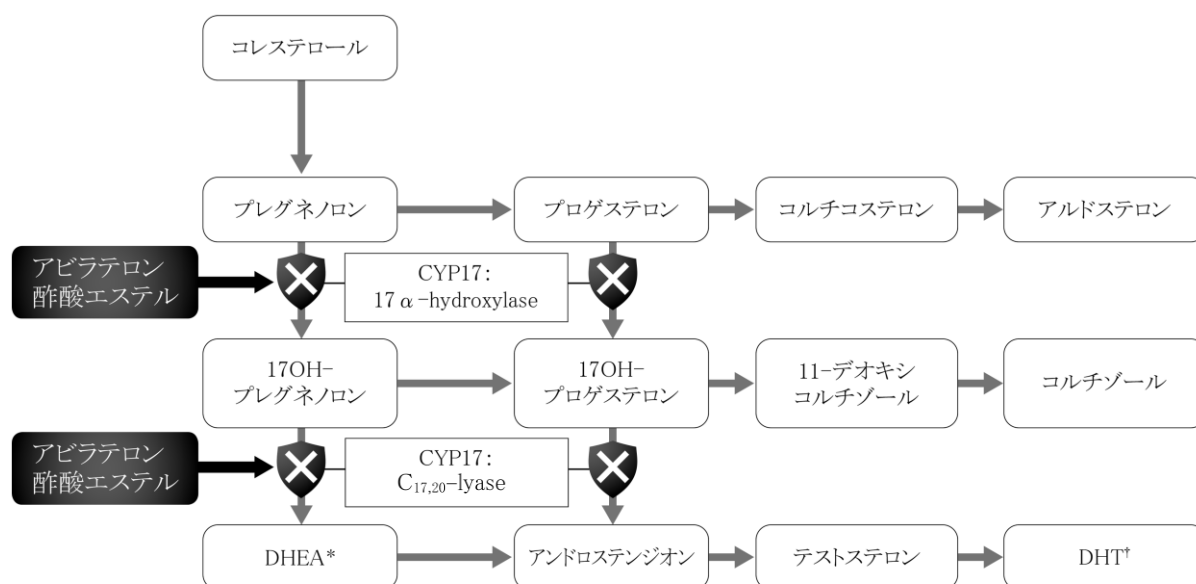 コレステロール
プレグネノロン
プロゲステロン
コルチコステロン
アルドステロン
アビラテロン
酢酸エステル
CYP17：
17α-hydroxylase
17OH-
プレグネノロン
17OH-
プロゲステロン
11-デオキシ
コルチゾール
コルチゾール
アビラテロン
酢酸エステル
CYP17：
C17,20-lyase
DHEA*
アンドロステンジオン
テストステロン
DHT†